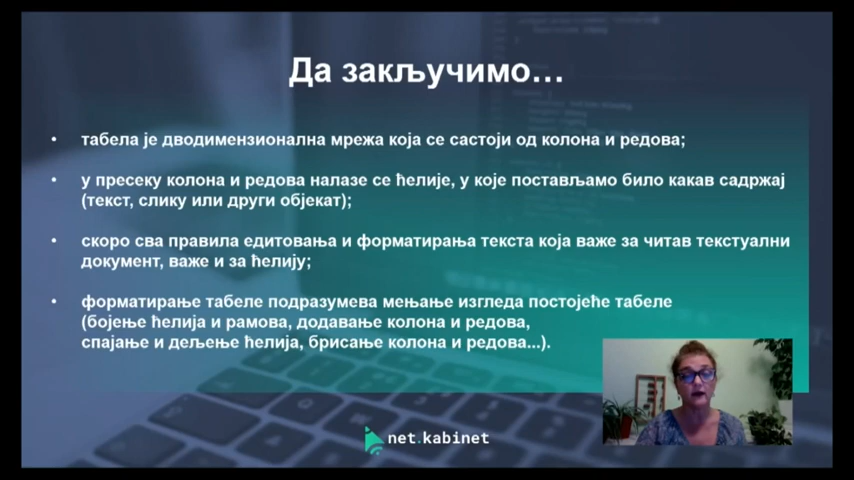 Да закључимо...
• табела је дводимензионална мрежа која се састоји од колона и редова;
• у пресеку колона и редова налазе се ћелије, у које постављамо било какав садржај
(текст, слику или други објекат);
• скоро сва правила едитовања и форматирања текста која важе за читав текстуални
документ, важе и за ћелију;
• форматирање табеле подразумева мењање изгледа постојеће табеле
(бојење ћелија и рамова, додавање колона и редова,
спајање и дељење ћелија, брисање колона и редова...).
net.kabinet